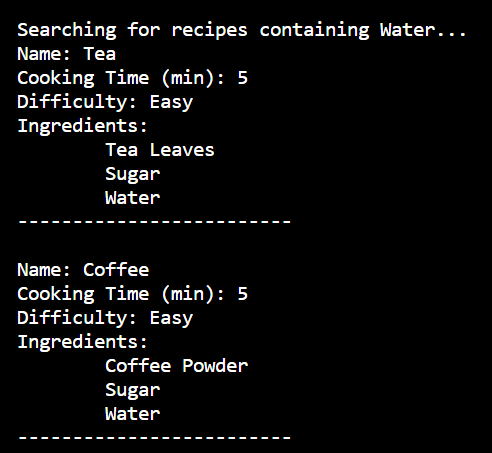 Searching for recipes containing Water...
Name: Tea
Cooking Time (min): 5
Difficulty: Easy
Ingredients:
        Tea Leaves
        Sugar
        Water
-------------------------

Name: Coffee
Cooking Time (min): 5
Difficulty: Easy
Ingredients:
        Coffee Powder
        Sugar
        Water
-------------------------